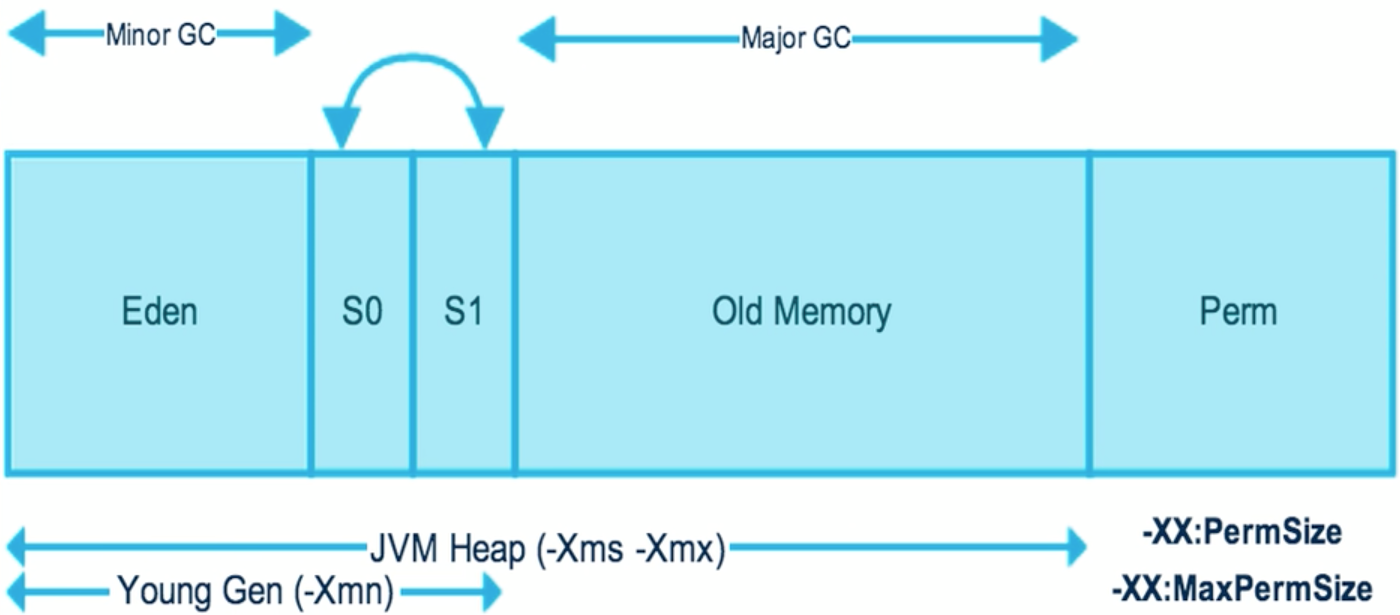 Minor GC
Major GC
Eden
S0
S1
Old Memory
Perm
JVM Heap (-Xms -Xmx)
-XX:PermSize
Young Gen (-Xmn)
-XX:MaxPermSize